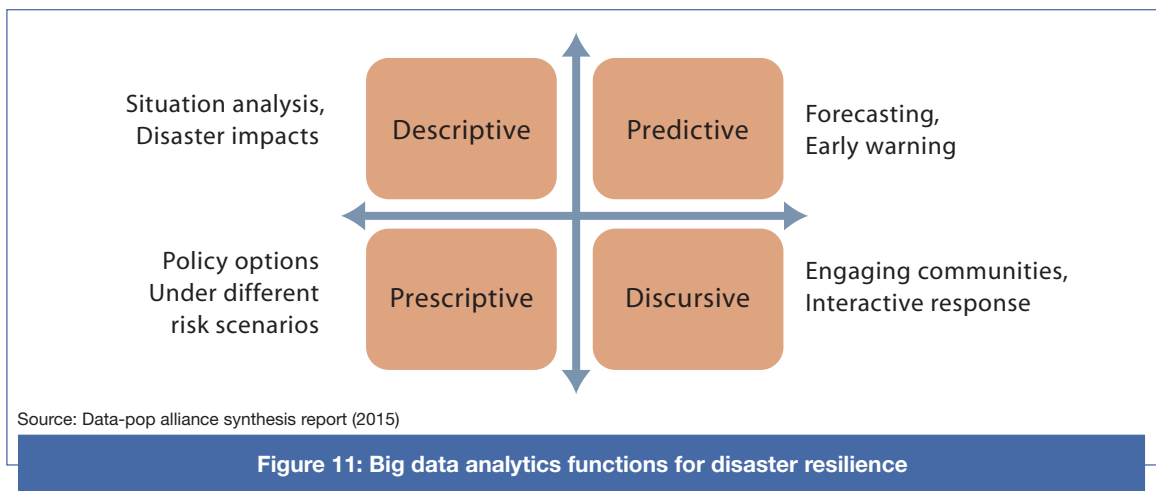 Situation analysis,
Disaster impacts
Descriptive
Predictive
Forecasting,
Early warning
Policy options
Under different
risk scenarios
Prescriptive
Discursive
Engaging communities,
Interactive response
Source: Data-pop alliance synthesis report (2015)
Figure 11: Big data analytics functions for disaster resilience